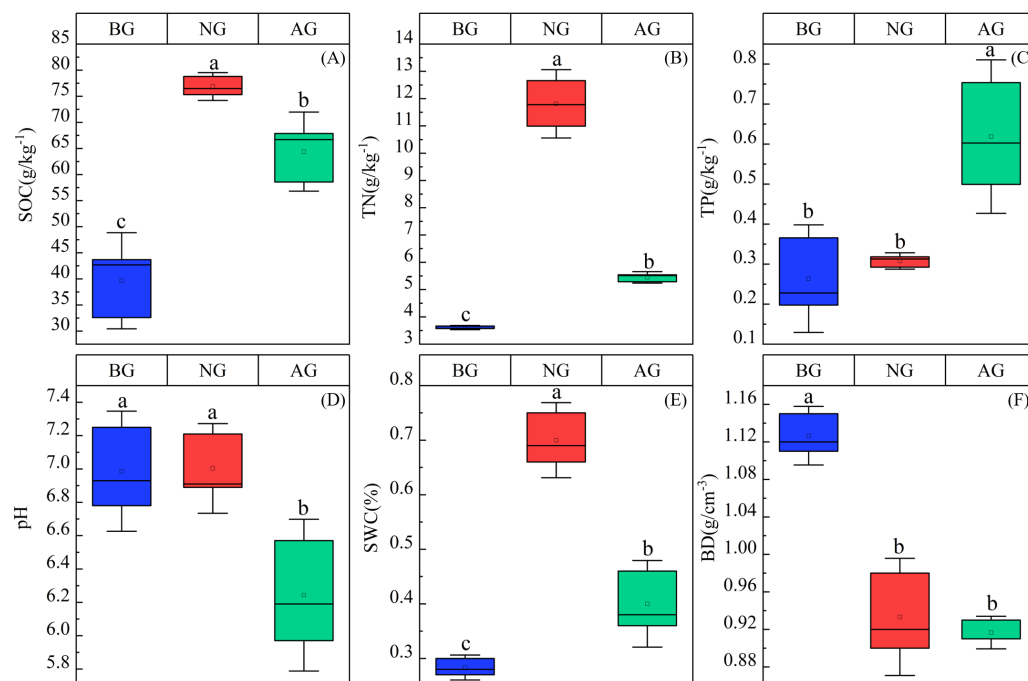 BG NG AG
(A)
SOC(g/kg⁻¹)
85
80
75
70
65
60
55
50
45
40
35
30
a
b
c
BG NG AG
(B)
TN(g/kg⁻¹)
14
13
12
11
10
9
8
7
6
5
4
3
a
b
c
BG NG AG
(C)
TP(g/kg⁻¹)
0.8
0.7
0.6
0.5
0.4
0.3
0.2
0.1
a
b
b
BG NG AG
(D)
pH
7.4
7.2
7.0
6.8
6.6
6.4
6.2
6.0
5.8
a
a
b
BG NG AG
(E)
SWC(%)
0.8
0.7
0.6
0.5
0.4
0.3
a
b
c
BG NG AG
(F)
BD(g/cm⁻³)
1.16
1.12
1.08
1.04
1.00
0.96
0.92
0.88
a
b
b